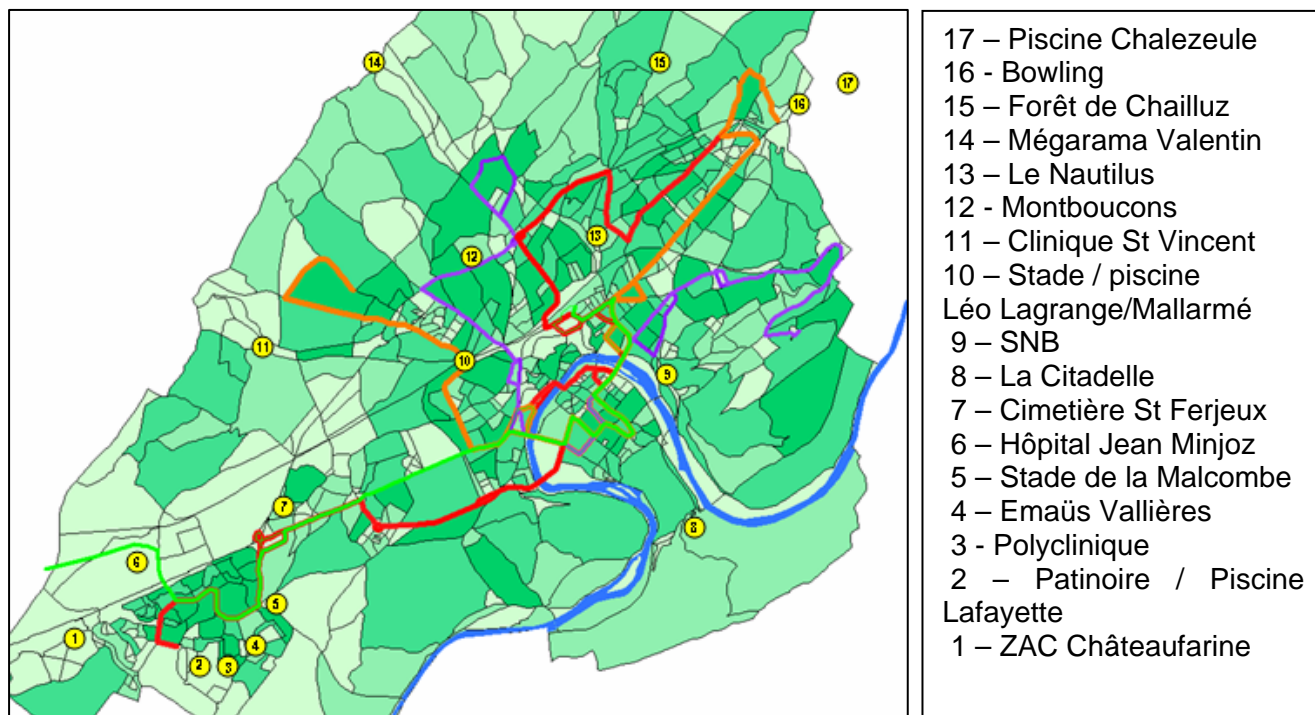 14
15
17
16
13
12
11
10
9
8
7
6
5
4
1
2
3
17 – Piscine Chalezeule
16 - Bowling
15 – Forêt de Chailluz
14 – Mégarama Valentin
13 – Le Nautilus
12 - Montboucons
11 – Clinique St Vincent
10 – Stade / piscine
Léo Lagrange/Mallarmé
9 – SNB
8 – La Citadelle
7 – Cimetière St Ferjeux
6 – Hôpital Jean Minjoz
5 – Stade de la Malcombe
4 – Emaüs Vallières
3 - Polyclinique
2 – Patinoire / Piscine
Lafayette
1 – ZAC Châteaufarine